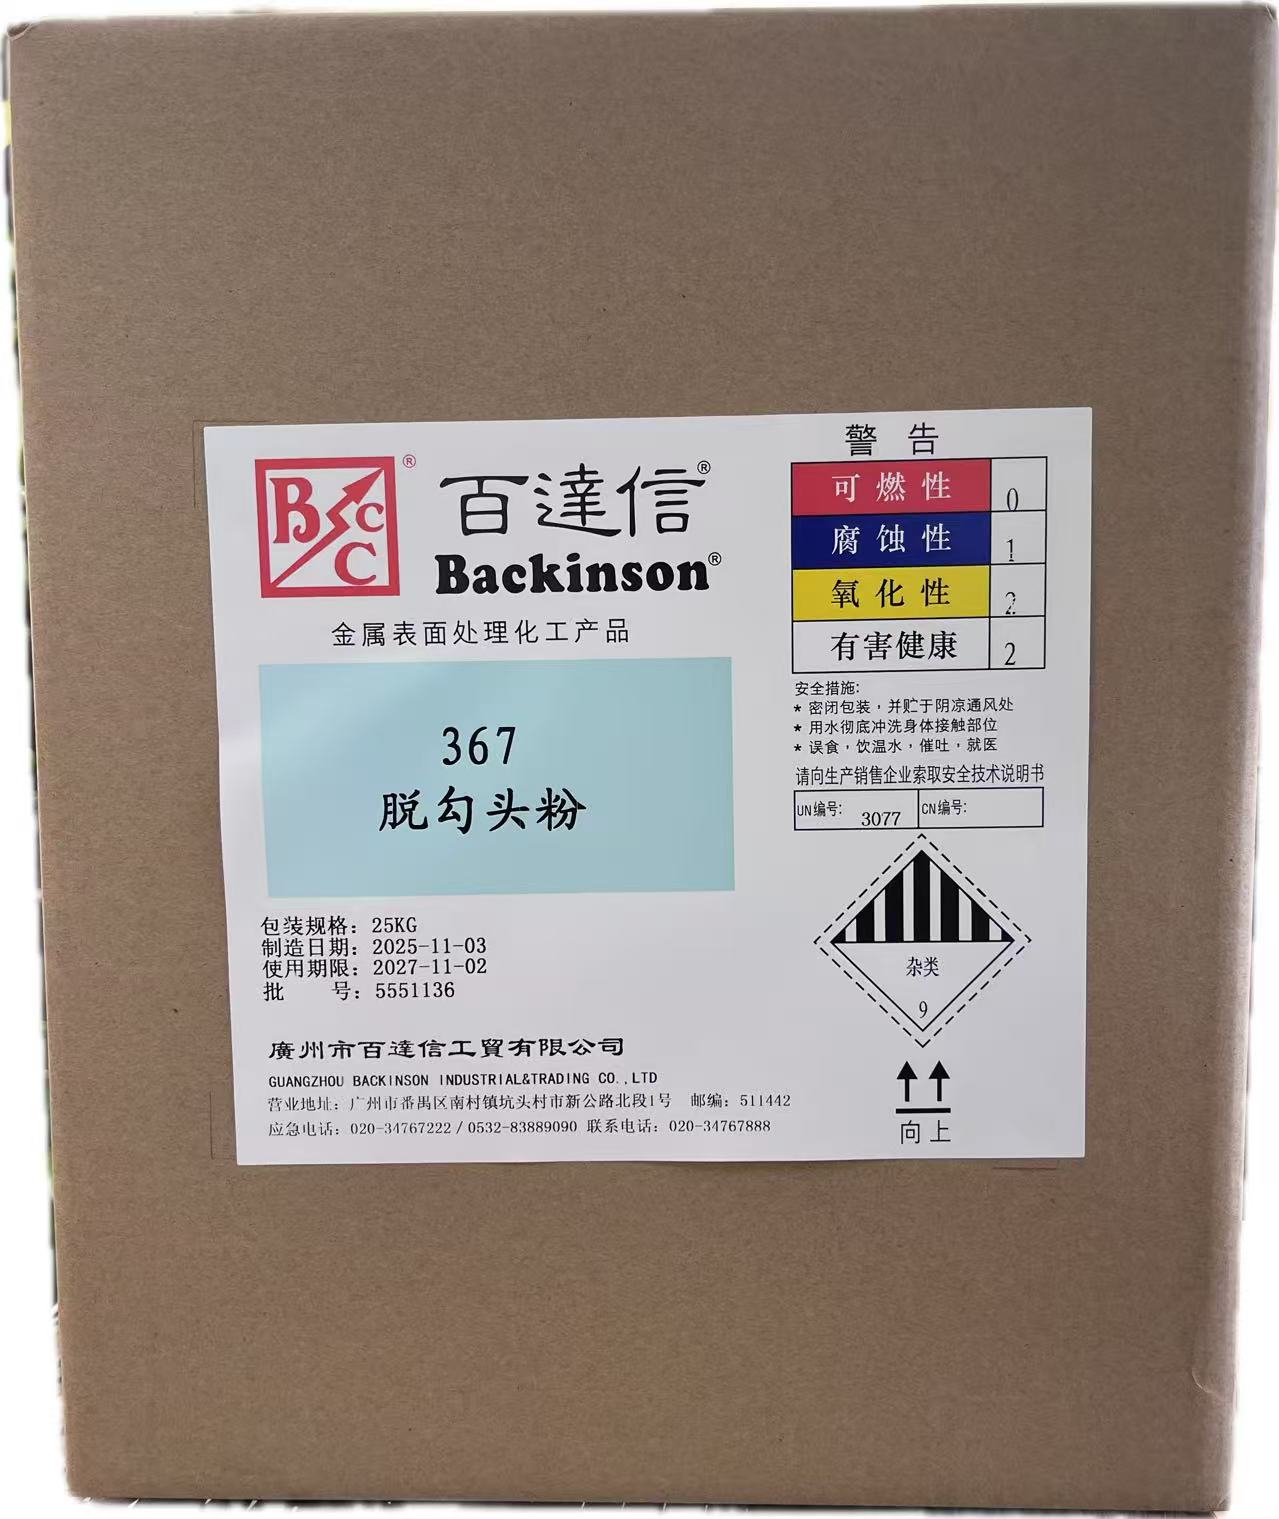 BCCC®
百達信®
Backinson®
金属表面处理化工产品
367
脱勾头粉
包装规格：25KG
制造日期：2025-11-03
使用期限：2027-11-02
批 号：5551136
廣州市百達信工貿有限公司
GUANGZHOU BACKINSON INDUSTRIAL&TRADING CO.,LTD
营业地址：广州市番禺区南村镇坑头村市新公路北段1号 邮编：511442
应急电话：020-34767222/0532-83889090 联系电话：020-34767888
警告
可燃性 0
腐蚀性 1
氧化性 2
有害健康 2
安全措施:
* 密闭包装，并贮于阴凉通风处
* 用水彻底冲洗身体接触部位
* 误食，饮温水，催吐，就医
请向生产销售企业索取安全技术说明书
UN编号: 3077 CN编号:
杂类
9
向上